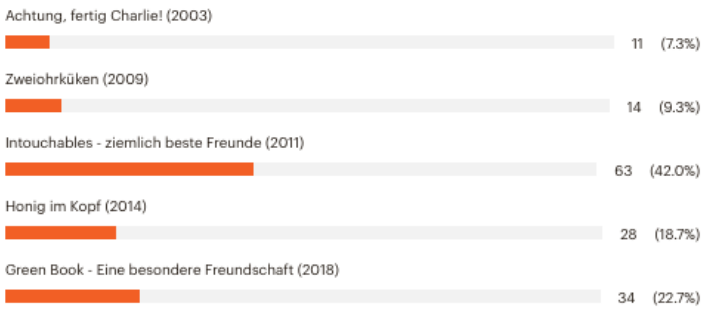 Achtung, fertig Charlie! (2003)
11 (7.3%)
Zweiohrküken (2009)
14 (9.3%)
Intouchables - ziemlich beste Freunde (2011)
63 (42.0%)
Honig im Kopf (2014)
28 (18.7%)
Green Book - Eine besondere Freundschaft (2018)
34 (22.7%)